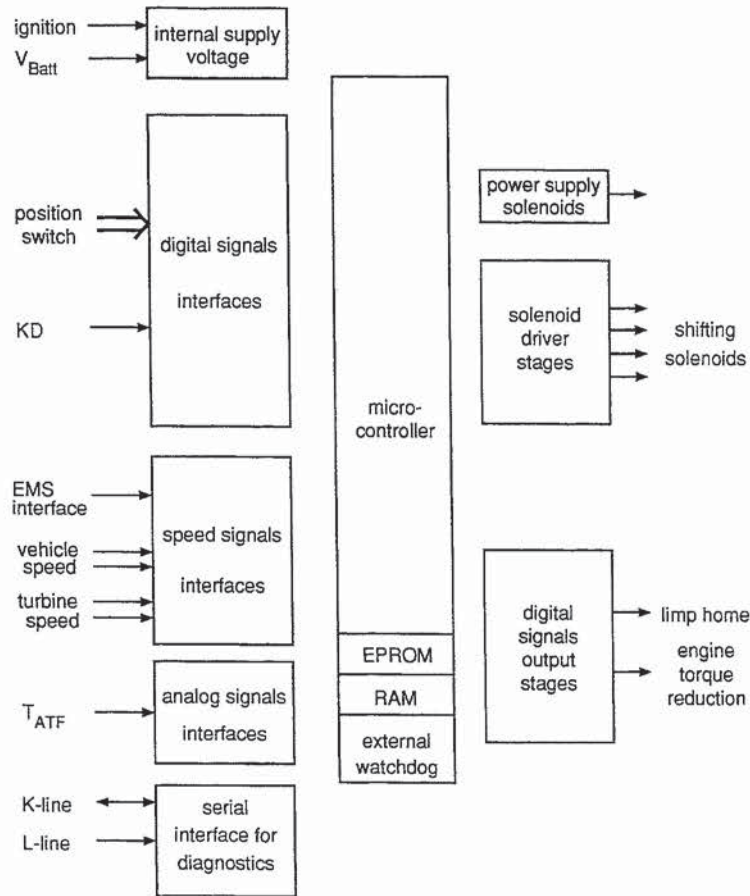 ignition
V_Batt
internal supply
voltage
position
switch
KD
digital signals
interfaces
EMS
interface
vehicle
speed
turbine
speed
speed signals
interfaces
T_ATF
analog signals
interfaces
K-line
L-line
serial
interface for
diagnostics
micro-
controller
EPROM
RAM
external
watchdog
power supply
solenoids
solenoid
driver
stages
shifting
solenoids
digital
signals
output
stages
limp home
engine
torque
reduction